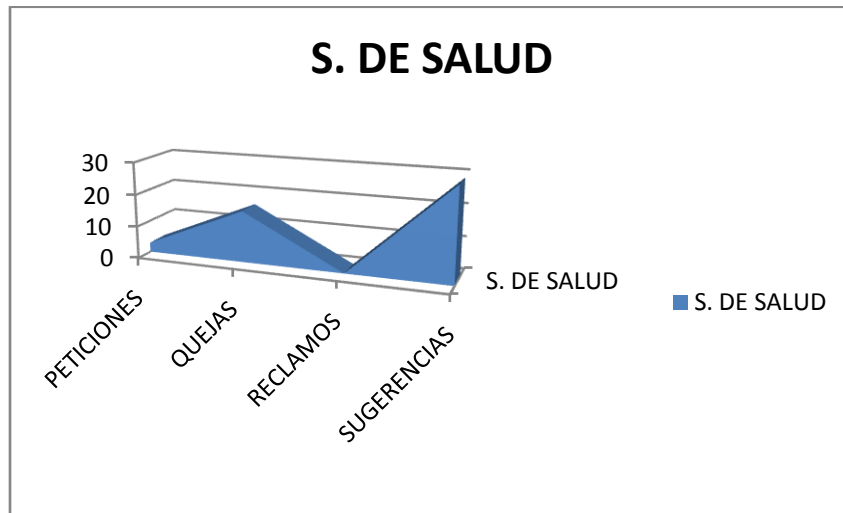 S. DE SALUD
30
20
10
0
PETICIONES
QUEJAS
RECLAMOS
SUGERENCIAS
S. DE SALUD
S. DE SALUD